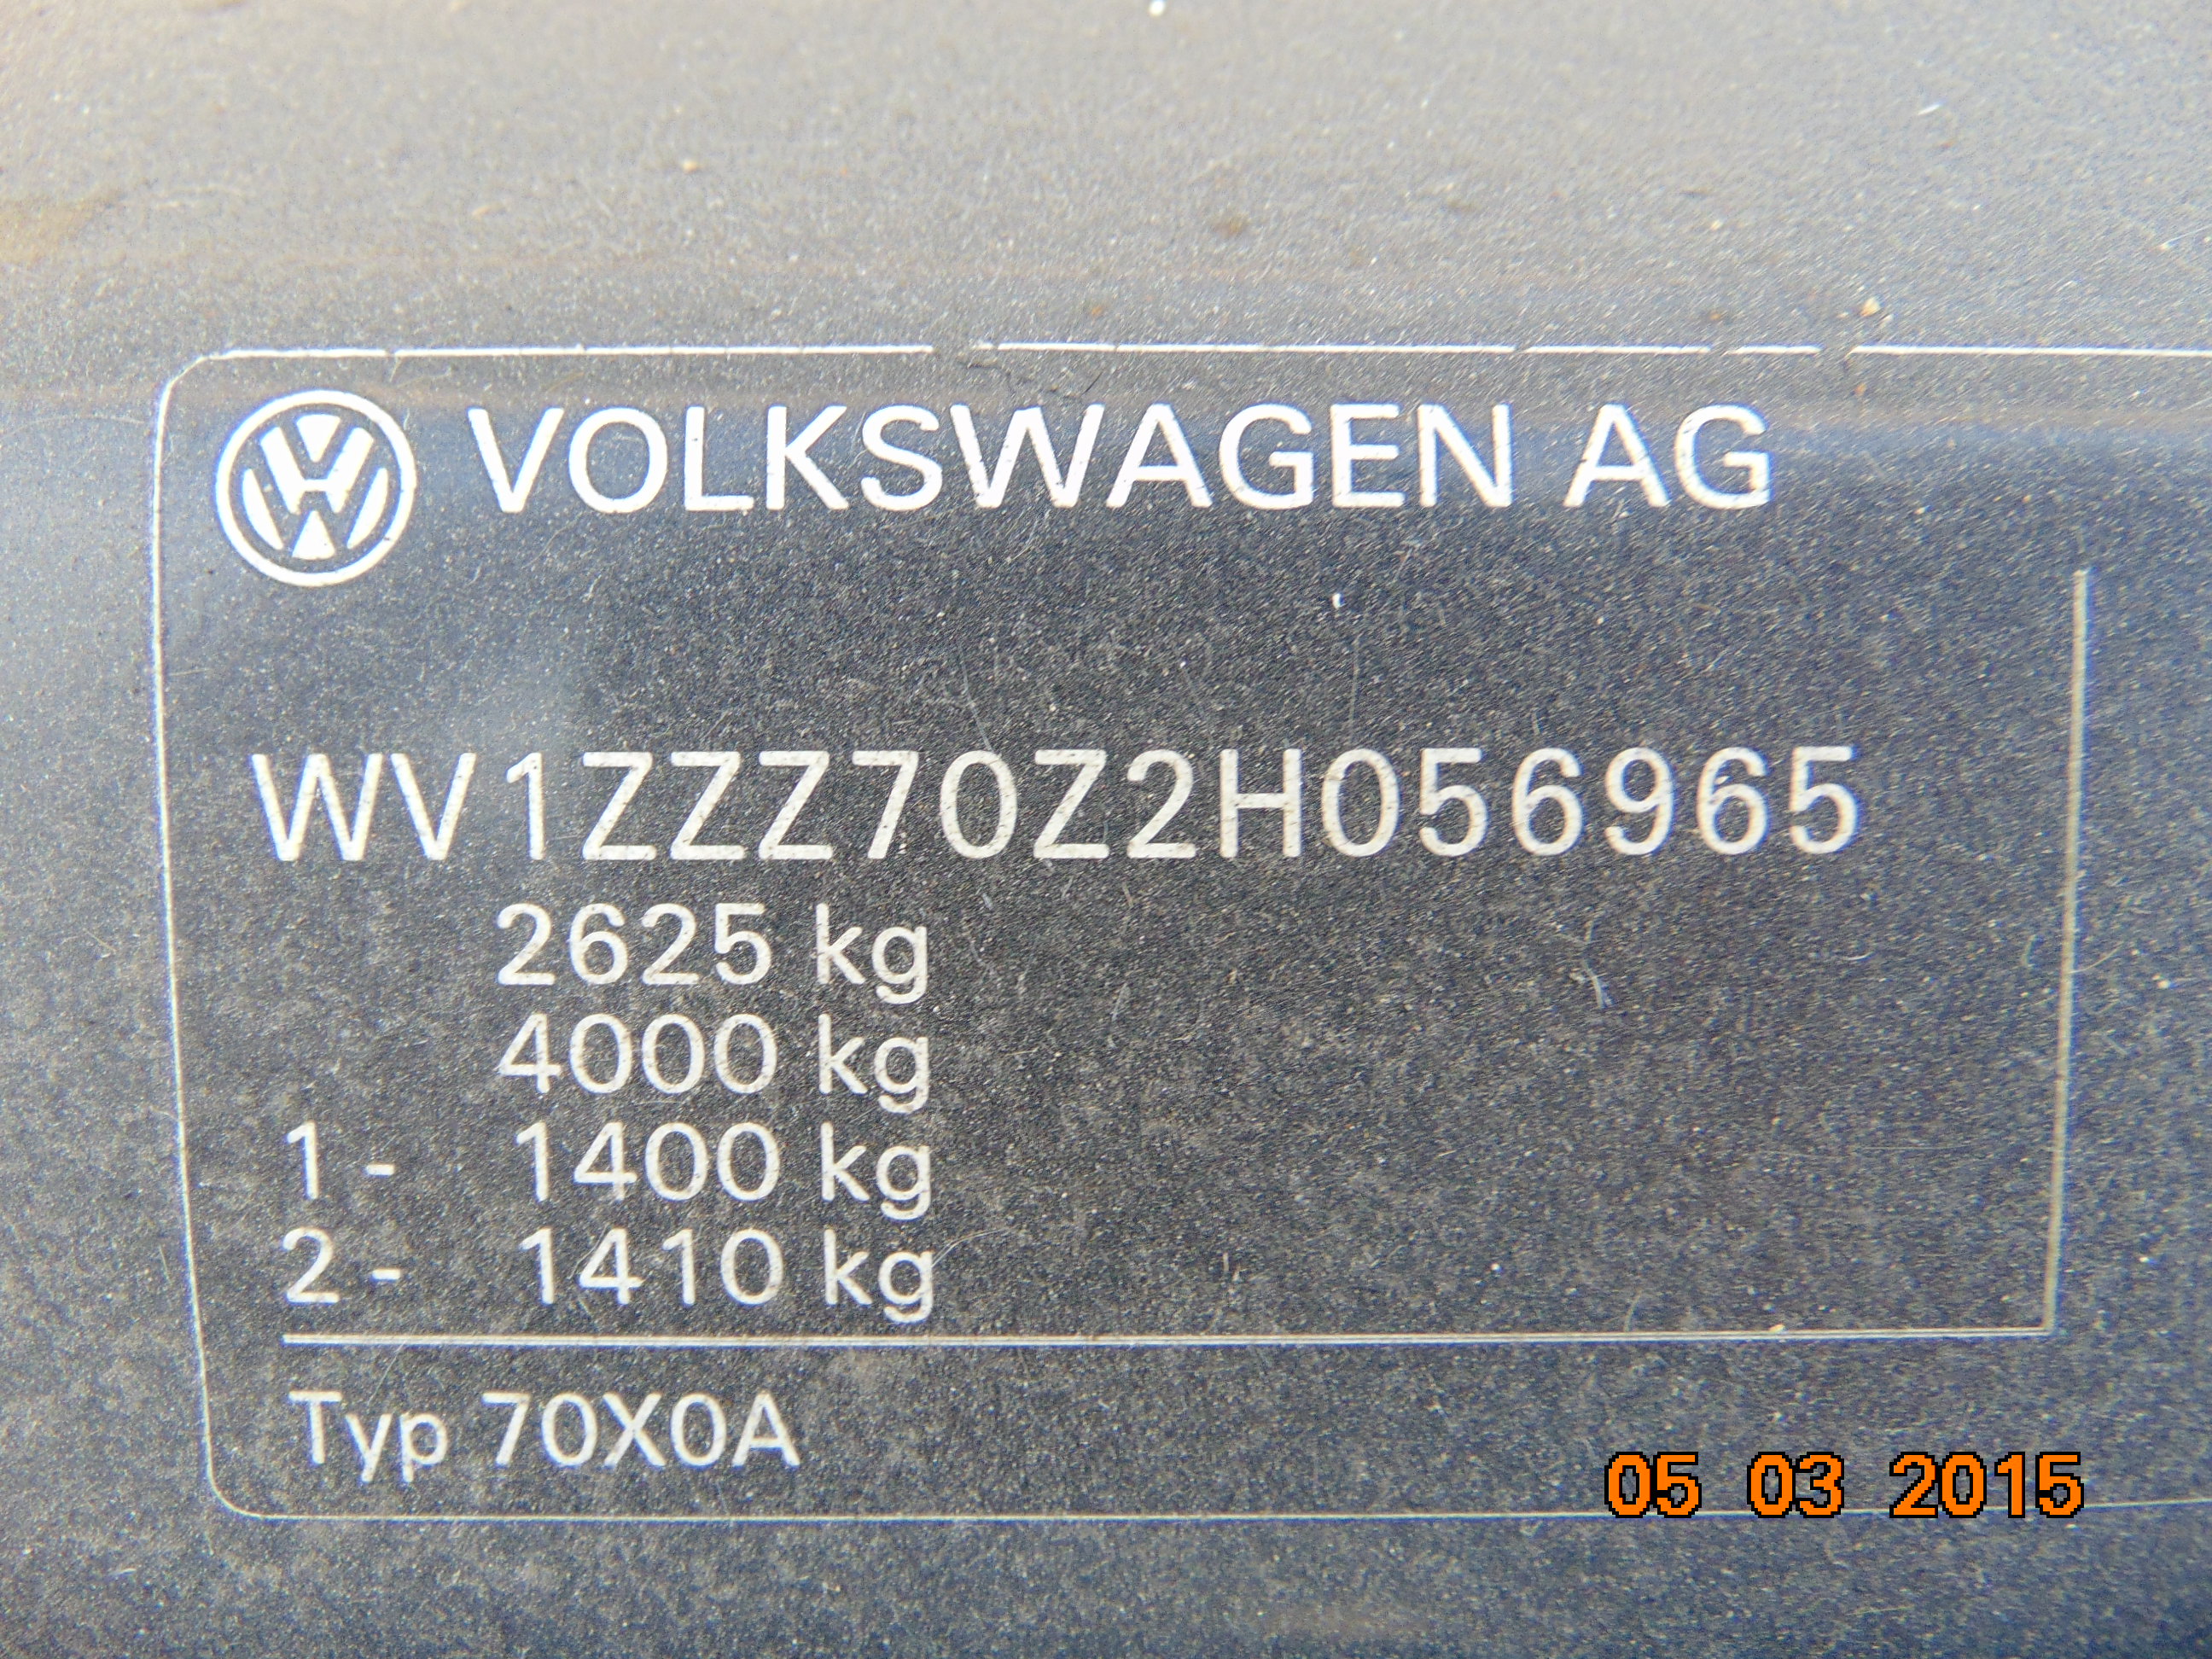 VOLKSWAGEN AG
WV1ZZZ70Z2H056965
2625 kg
4000 kg
1 - 1400 kg
2 - 1410 kg
Typ 70X0A
05 03 2015